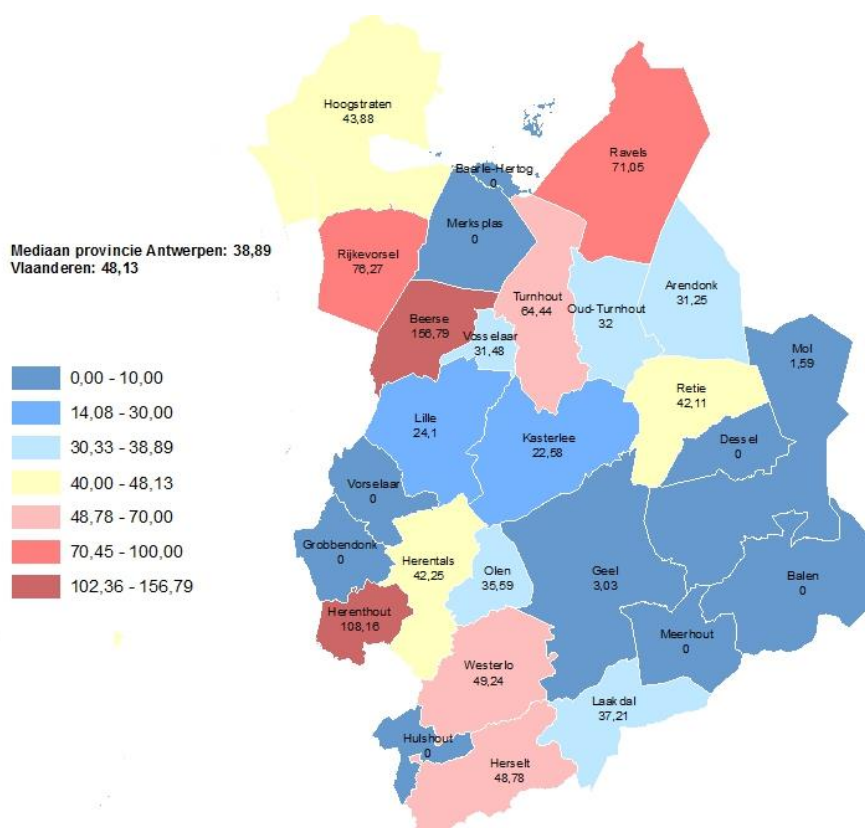 Hoogstraten
43,88
Ravels
71,05
Baarle-Hertog
0
Merksplas
0
Mediaan provincie Antwerpen: 38,89
Vlaanderen: 48,13
Rijkevorsel
76,27
Turnhout
64,44
Oud-Turnhout
32
Arendonk
31,25
Beerse
156,79
Vosselaar
31,48
Mol
1,59
0,00 - 10,00
14,08 - 30,00
30,33 - 38,89
40,00 - 48,13
48,78 - 70,00
70,45 - 100,00
102,36 - 156,79
Retie
42,11
Lille
24,1
Kasterlee
22,58
Dessel
0
Vorselaar
0
Grobbendonk
0
Herentals
42,25
Olen
35,59
Geel
3,03
Balen
0
Herenthout
108,16
Meerhout
0
Westerlo
49,24
Laakdal
37,21
Hulshout
0
Herselt
48,78